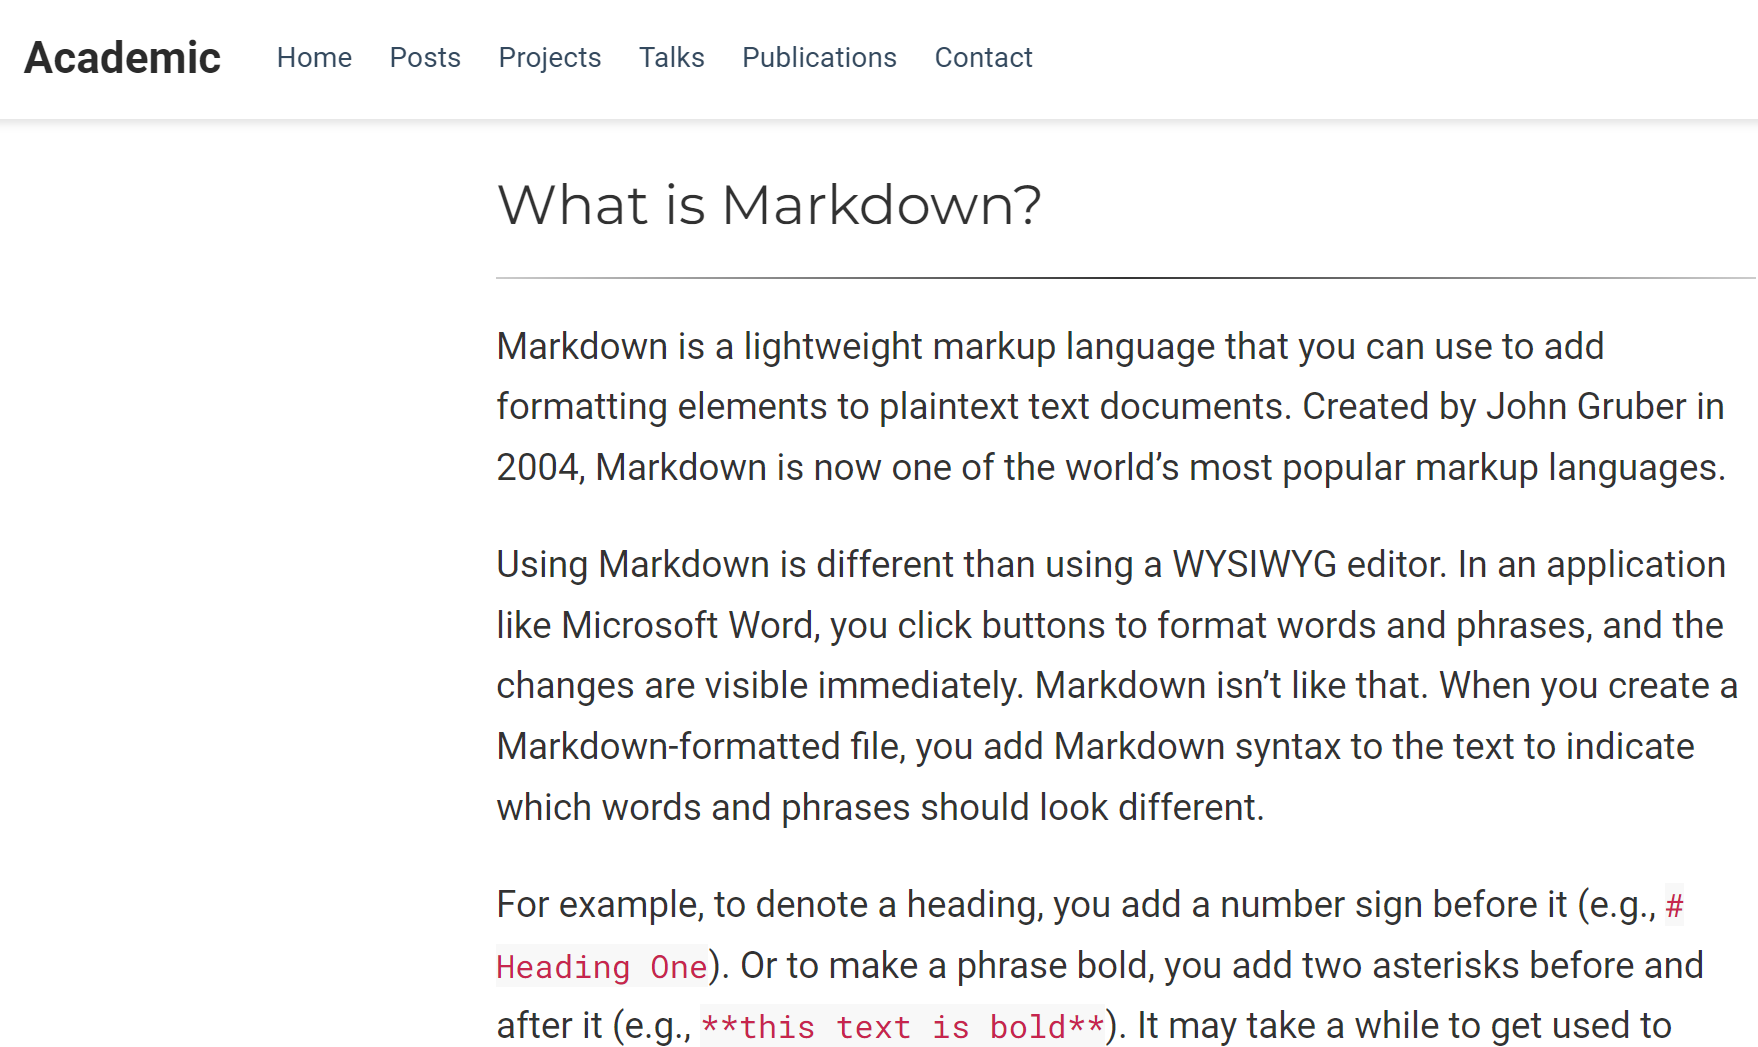 Academic Home Posts Projects Talks Publications Contact
What is Markdown?
Markdown is a lightweight markup language that you can use to add
formatting elements to plaintext text documents. Created by John Gruber in
2004, Markdown is now one of the world’s most popular markup languages.
Using Markdown is different than using a WYSIWYG editor. In an application
like Microsoft Word, you click buttons to format words and phrases, and the
changes are visible immediately. Markdown isn’t like that. When you create a
Markdown-formatted file, you add Markdown syntax to the text to indicate
which words and phrases should look different.
For example, to denote a heading, you add a number sign before it (e.g., #
Heading One). Or to make a phrase bold, you add two asterisks before and
after it (e.g., **this text is bold**). It may take a while to get used to